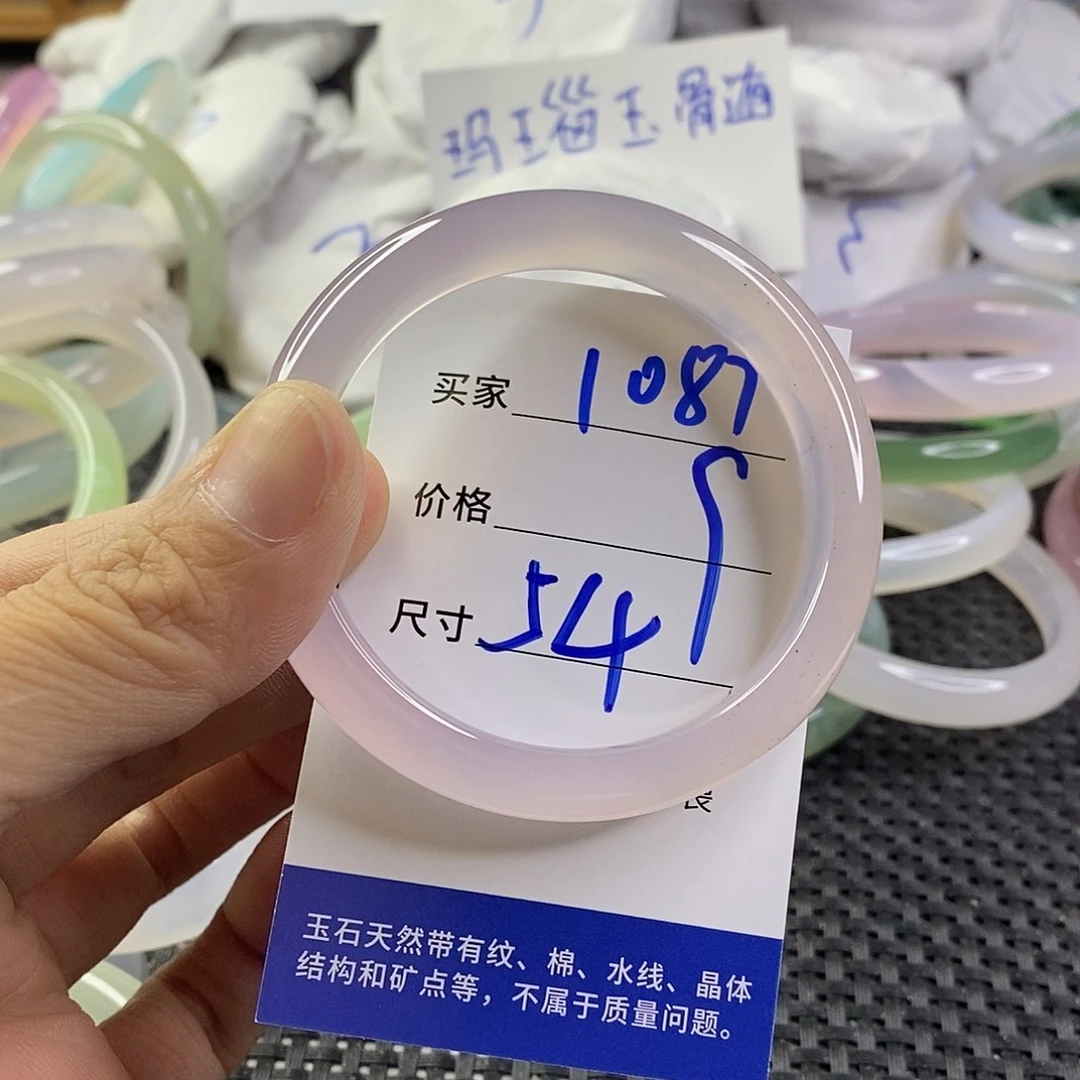 玛瑙玉骨髓
买家 1087
价格
尺寸 54
玉石天然带有纹、棉、水线、晶体
结构和矿点等，不属于质量问题。